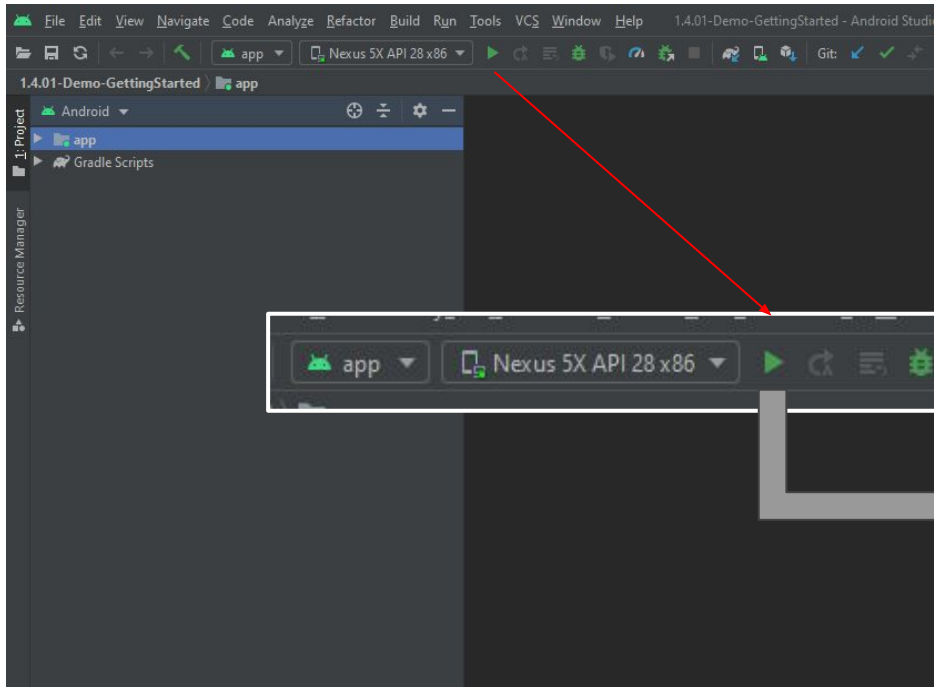 File Edit View Navigate Code Analyze Refactor Build Run Tools VCS Window Help 1.4.01-Demo-GettingStarted - Android Studi
app Nexus 5X API 28 x86 Git:
1.4.01-Demo-GettingStarted app
1: Project
Android
app
Gradle Scripts
Resource Manager
app Nexus 5X API 28 x86